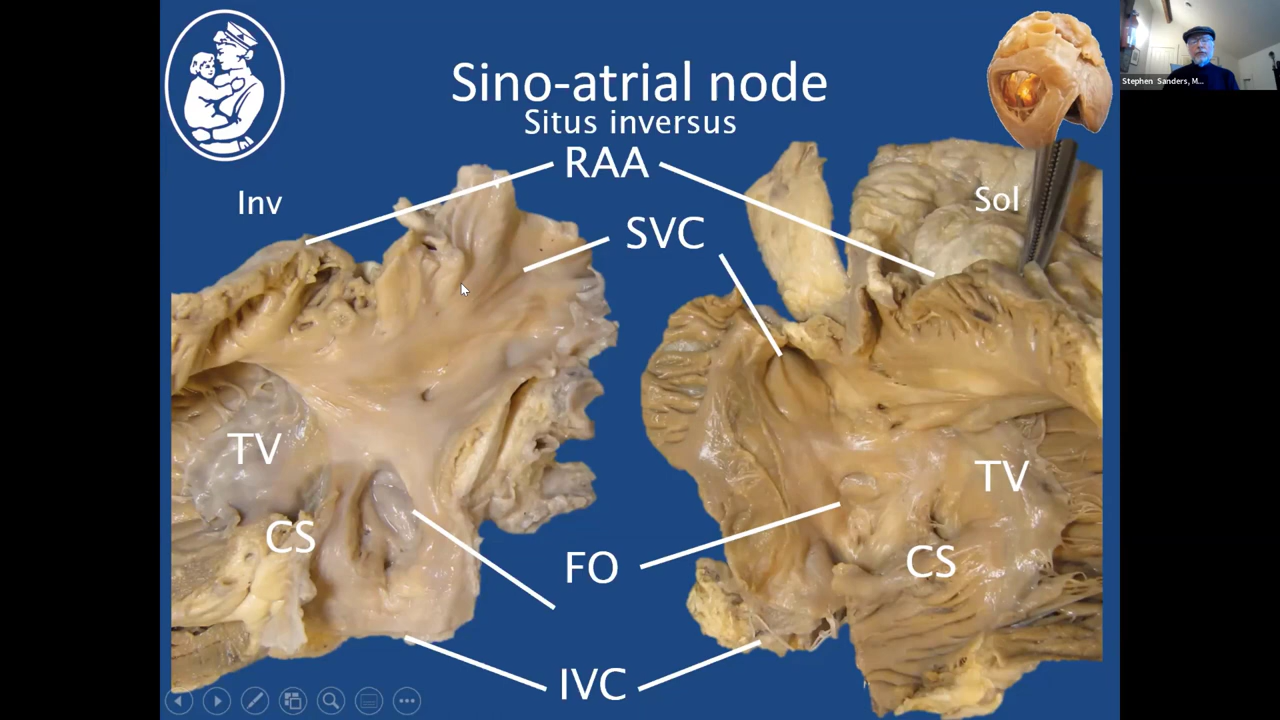 Sino-atrial node
Situs inversus
RAA
Inv
SVC
Sol
TV
TV
CS
CS
FO
IVC
Stephen Sanders, M...